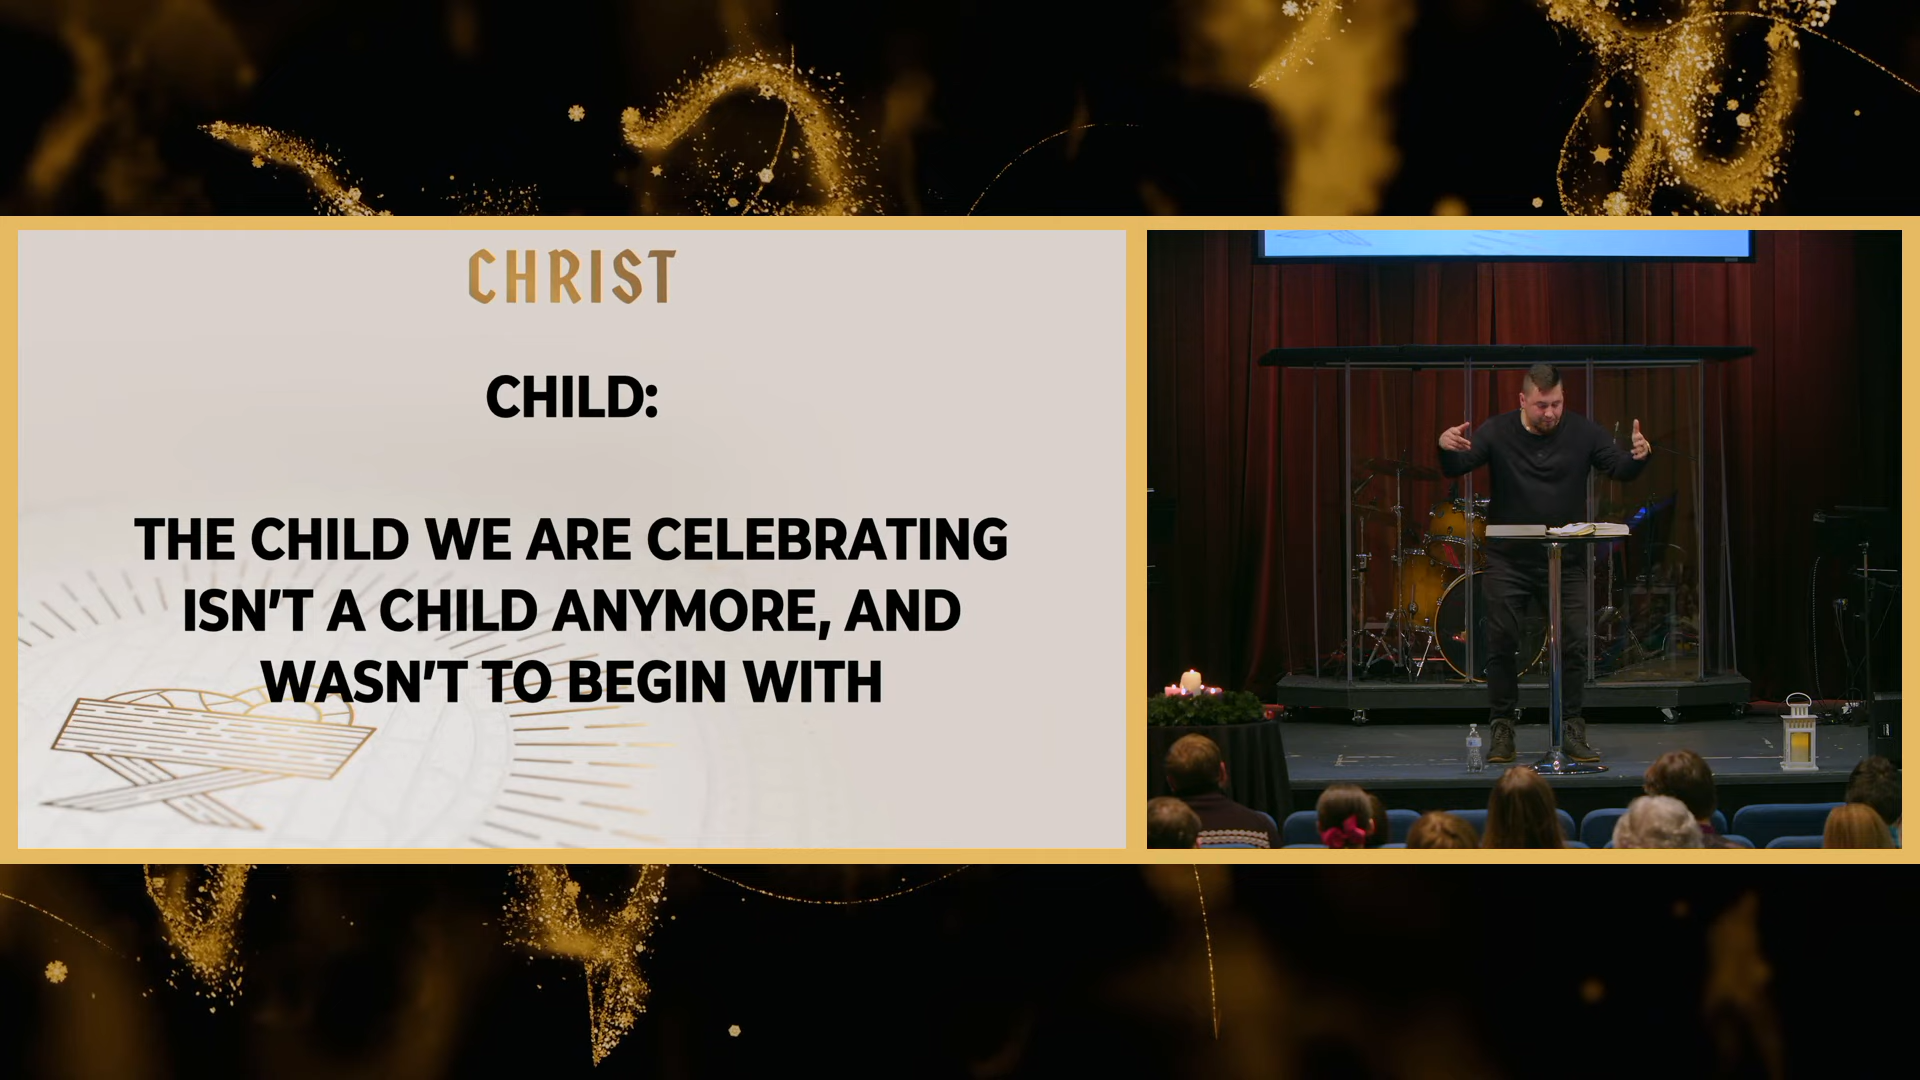 CHRIST
CHILD:
THE CHILD WE ARE CELEBRATING
ISN'T A CHILD ANYMORE, AND
WASN'T TO BEGIN WITH